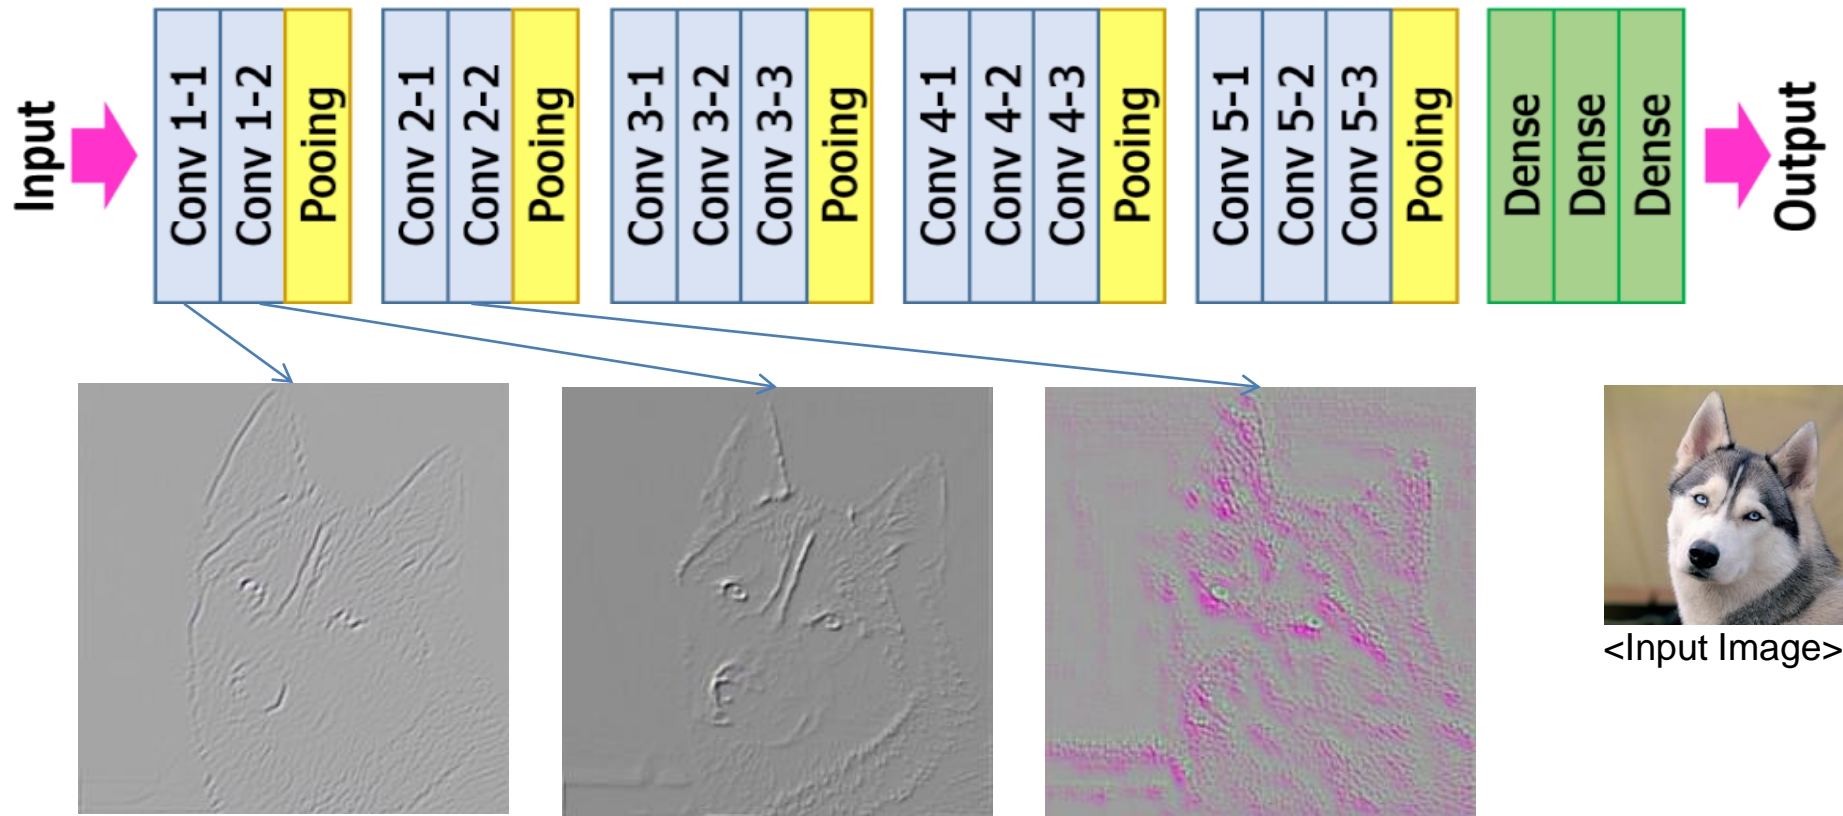 Input
Conv 1-1
Conv 1-2
Pooing
Conv 2-1
Conv 2-2
Pooing
Conv 3-1
Conv 3-2
Conv 3-3
Pooing
Conv 4-1
Conv 4-2
Conv 4-3
Pooing
Conv 5-1
Conv 5-2
Conv 5-3
Pooing
Dense
Dense
Dense
Output
<Input Image>